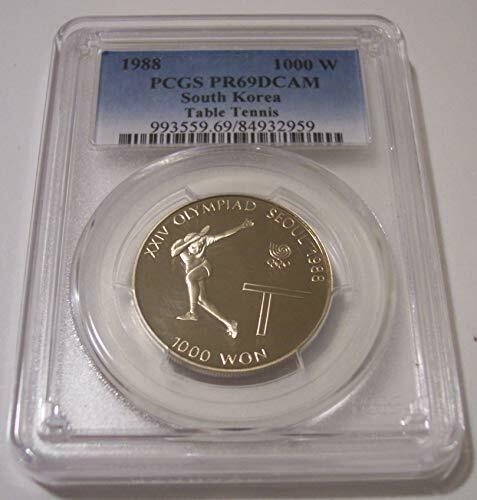 1988 1000 W
PCGS PR69DCAM
South Korea
Table Tennis
993559.69/84932959
XXIV OLYMPIAD SEOUL 1988
1000 WON